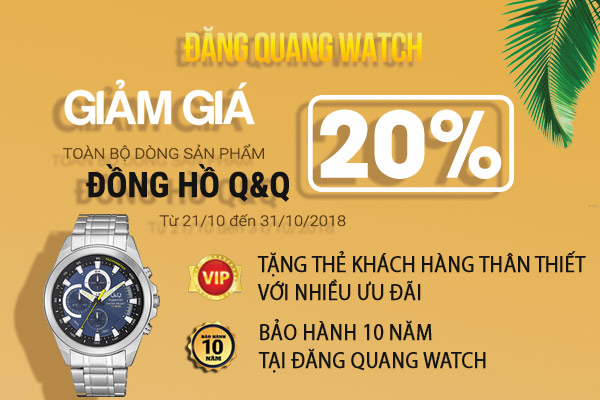 ĐĂNG QUANG WATCH
GIẢM GIÁ
20%
TOÀN BỘ DÒNG SẢN PHẨM
ĐỒNG HỒ Q&Q
Từ 21/10 đến 31/10/2018
VIP
TẶNG THẺ KHÁCH HÀNG THÂN THIẾT
VỚI NHIỀU ƯU ĐÃI
BẢO HÀNH
10
NĂM
BẢO HÀNH 10 NĂM
TẠI ĐĂNG QUANG WATCH